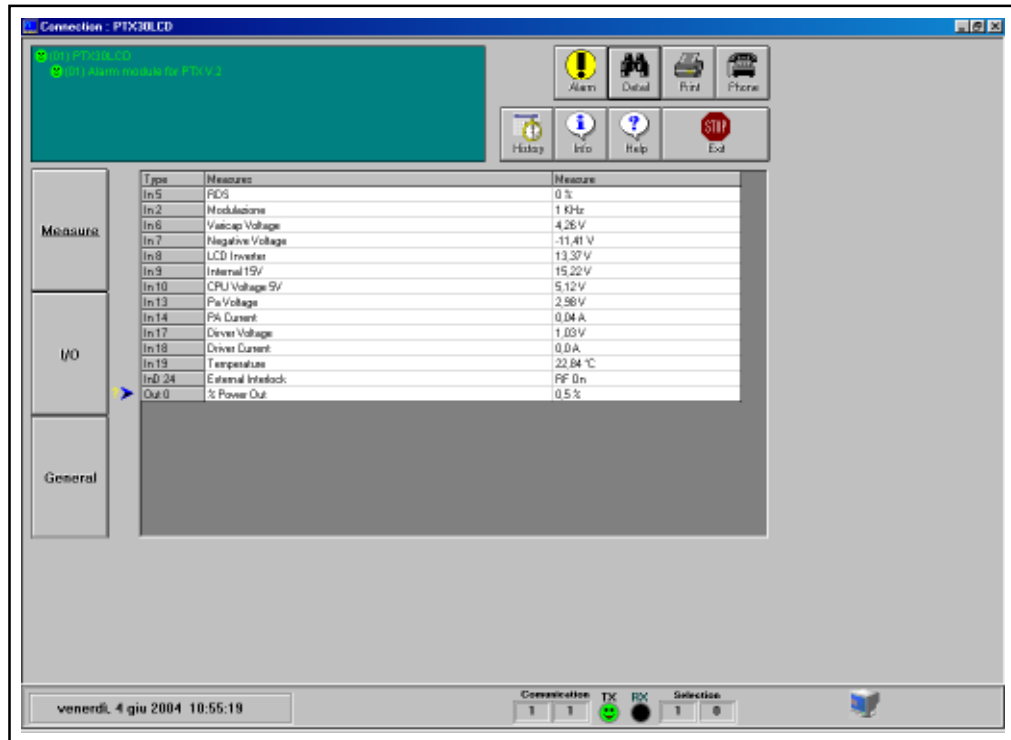 Connection : PTX30LCD
(01) PTX30LCD
(01) Alarm module for PTX V.2
Alarm Detail Print Phone
History Info Help STOP Exit
Measure
I/O
General
Type Measures Measure
In 5 RDS 0 %
In 2 Modulazione 1 KHz
In 6 Varicap Voltage 4,26 V
In 7 Negative Voltage -11,41 V
In 8 LCD Inverter 13,37 V
In 9 Internal 15V 15,22 V
In 10 CPU Voltage 5V 5,12 V
In 13 Pa Voltage 2,98 V
In 14 PA Current 0,04 A
In 17 Dirver Voltage 1,03 V
In 18 Driver Current 0,0 A
In 19 Temperature 22,84 °C
InD 24 External Interlock RF On
Out 0 % Power Out 0,5 %
venerdì, 4 giu 2004 10:55:19
Comunication TX RX Selection
1 1 1 0